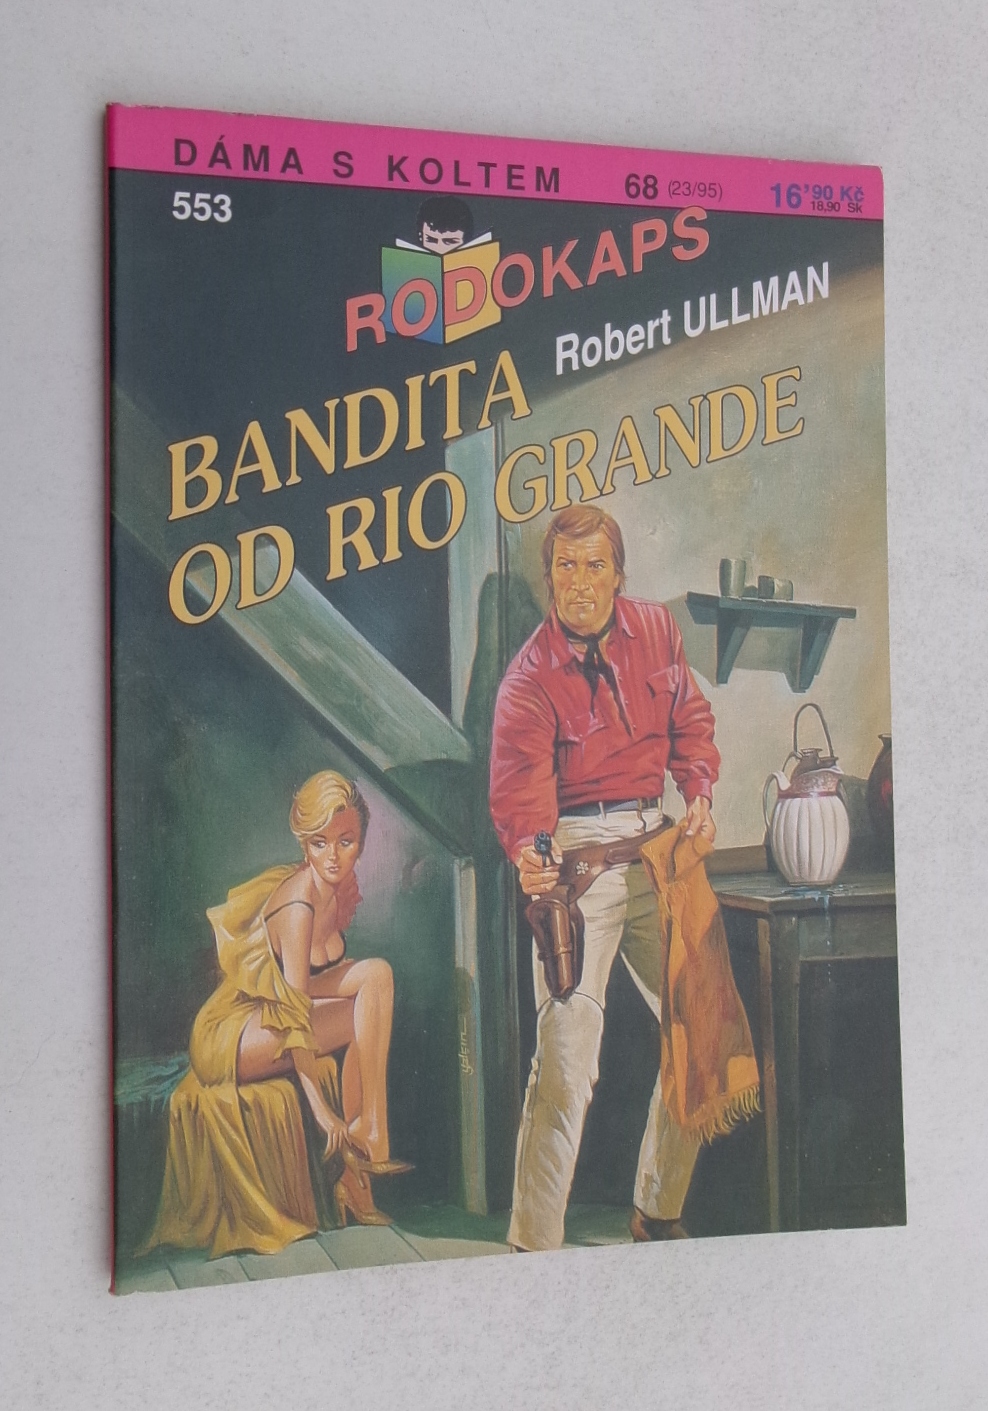 DÁMA S KOLTEM 68 (23/95) 16'90 Kč
18,90 Sk
553
RODOKAPS
Robert ULLMAN
BANDITA
OD RIO GRANDE